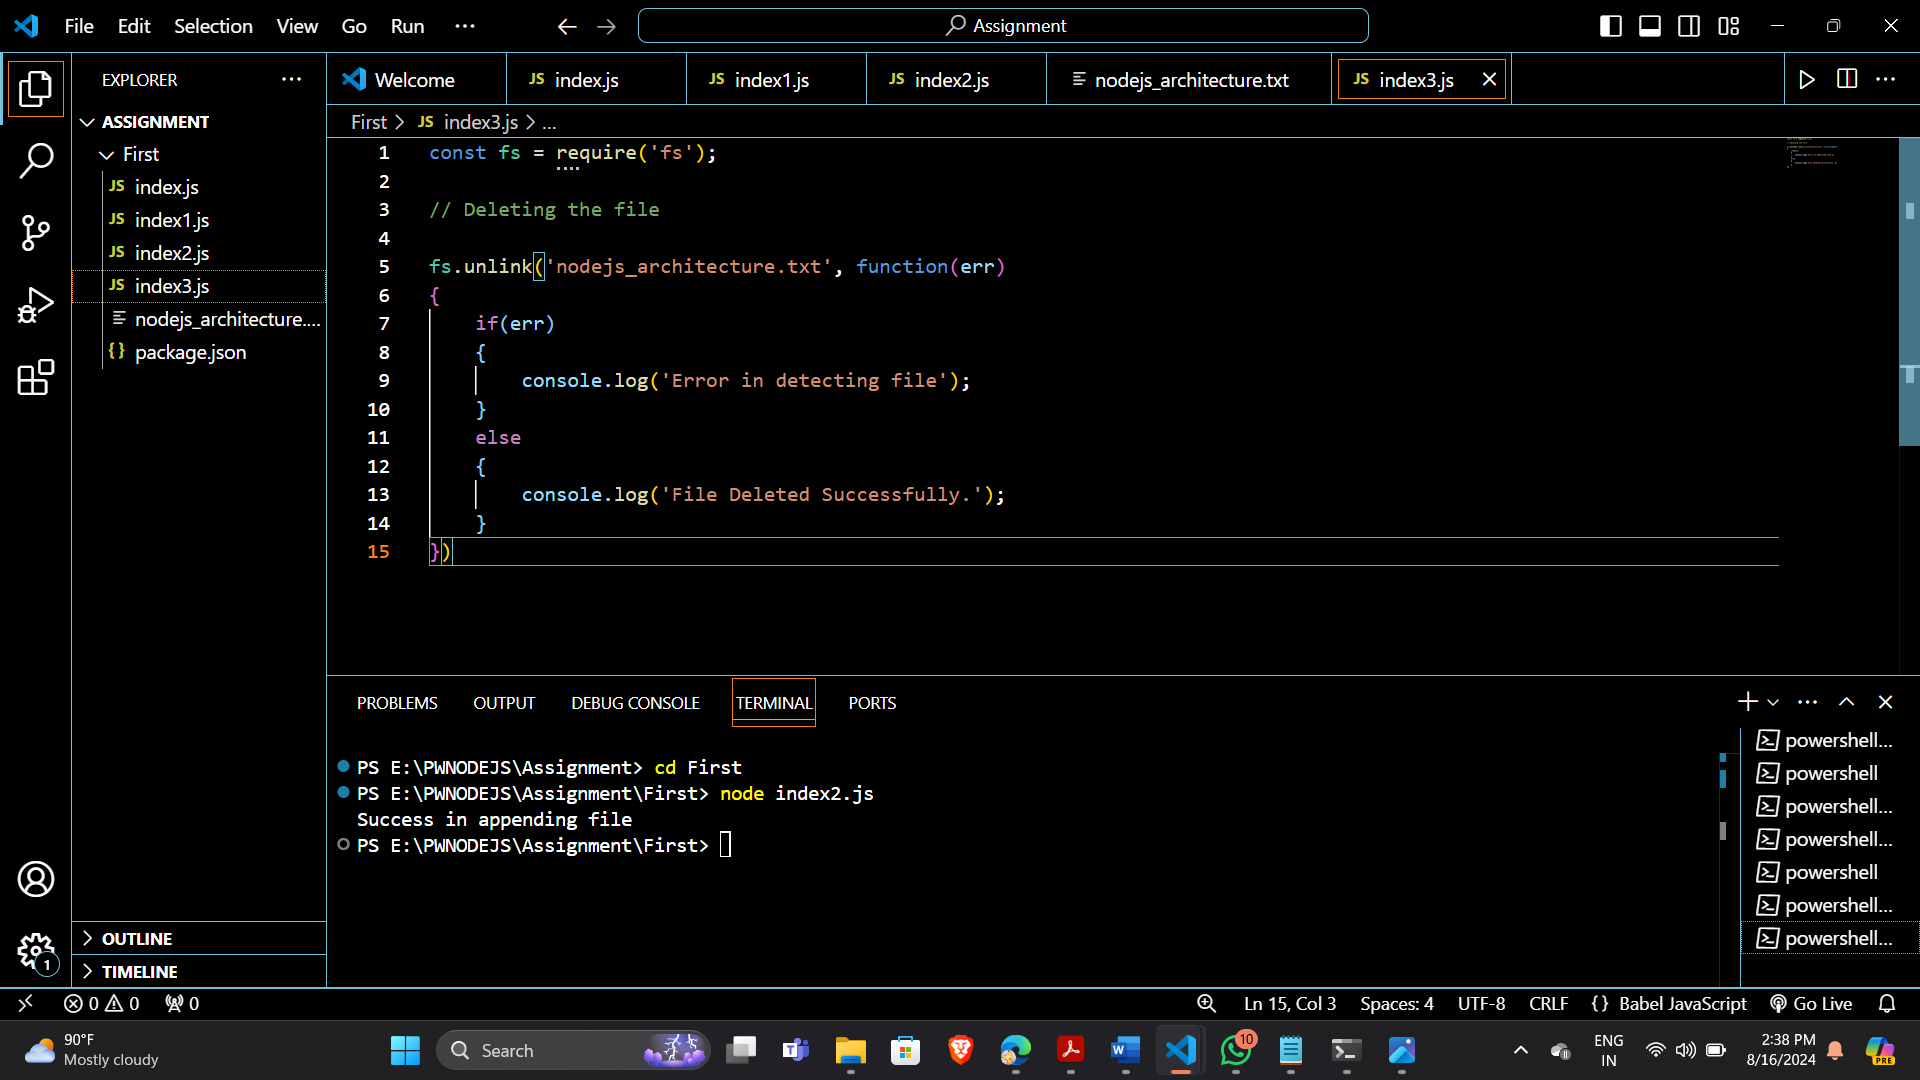 File Edit Selection View Go Run ··· Assignment
EXPLORER ···
ASSIGNMENT
First
JS index.js
JS index1.js
JS index2.js
JS index3.js
nodejs_architecture....
{} package.json
OUTLINE
TIMELINE
Welcome JS index.js JS index1.js JS index2.js nodejs_architecture.txt JS index3.js
First > JS index3.js > ...
1 const fs = require('fs');
2
3 // Deleting the file
4
5 fs.unlink('nodejs_architecture.txt', function(err)
6 {
7 if(err)
8 {
9 console.log('Error in detecting file');
10 }
11 else
12 {
13 console.log('File Deleted Successfully.');
14 }
15 })
PROBLEMS OUTPUT DEBUG CONSOLE TERMINAL PORTS
PS E:\PWNODEJS\Assignment> cd First
PS E:\PWNODEJS\Assignment\First> node index2.js
Success in appending file
PS E:\PWNODEJS\Assignment\First>
powershell...
powershell
powershell...
powershell...
powershell
powershell...
powershell...
1
0 0 0 Ln 15, Col 3 Spaces: 4 UTF-8 CRLF {} Babel JavaScript Go Live
90°F
Mostly cloudy
Search
10
ENG
IN
2:38 PM
8/16/2024
PRE